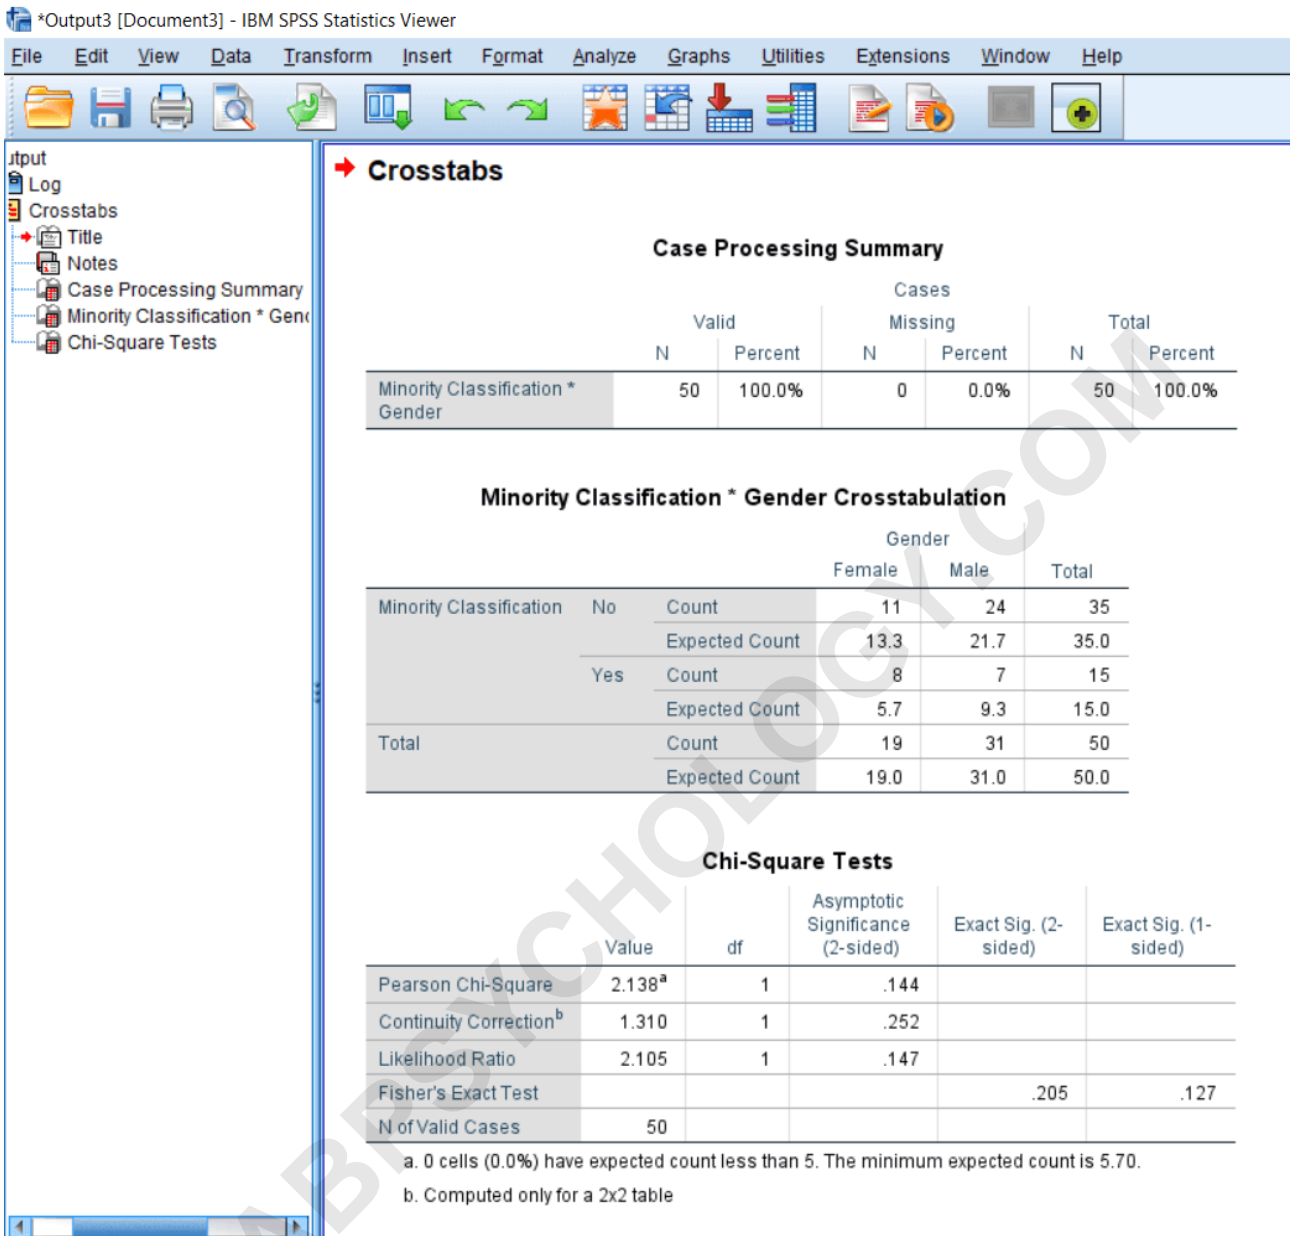 *Output3 [Document3] - IBM SPSS Statistics Viewer
File Edit View Data Transform Insert Format Analyze Graphs Utilities Extensions Window Help
Log
Crosstabs
Title
Notes
Case Processing Summary
Minority Classification *
Chi-Square Tests
Crosstabs
Case Processing Summary
Cases
Valid Missing Total
N Percent N Percent N Percent
Minority Classification * 50 100.0% 0 0.0% 50 100.0%
Gender
Minority Classification * Gender Crosstabulation
Gender
Female Male Total
Minority Classification No Count 11 24 35
Expected Count 13.3 21.7 35.0
Yes Count 8 7 15
Expected Count 5.7 9.3 15.0
Total Count 19 31 50
Expected Count 19.0 31.0 50.0
Chi-Square Tests
Asymptotic
Significance Exact Sig. (2- Exact Sig. (1-
Value df (2-sided) sided) sided)
Pearson Chi-Square 2.138a 1 .144
Continuity Correctionb 1.310 1 .252
Likelihood Ratio 2.105 1 .147
Fisher's Exact Test .205 .127
N of Valid Cases 50
a. 0 cells (0.0%) have expected count less than 5. The minimum expected count is 5.70.
b. Computed only for a 2x2 table
ABPSYCHOLOGY.COM